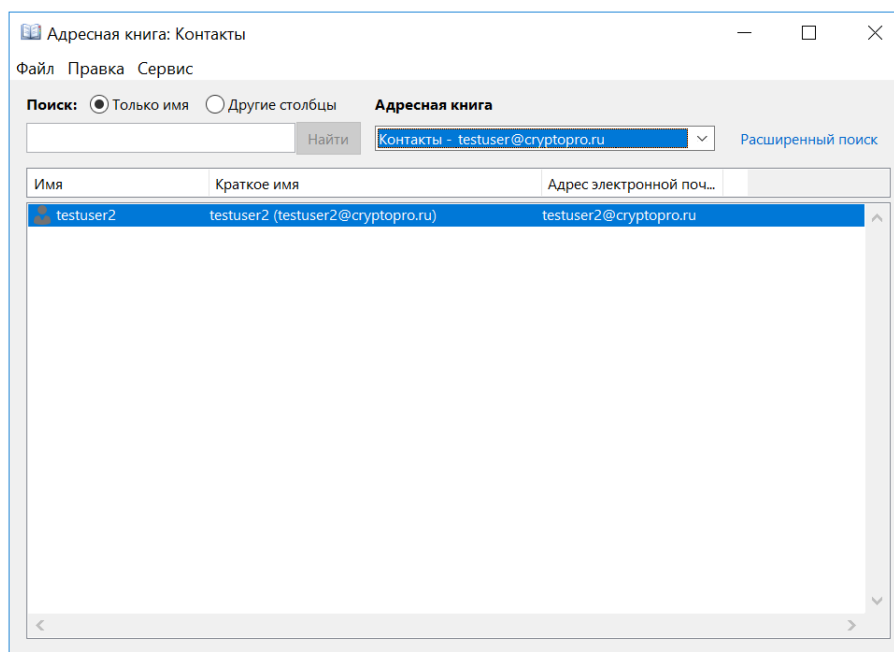 Адресная книга: Контакты
Файл Правка Сервис
Поиск: Только имя Другие столбцы Адресная книга
Найти Контакты - testuser@cryptopro.ru Расширенный поиск
Имя Краткое имя Адрес электронной поч...
testuser2 testuser2 (testuser2@cryptopro.ru) testuser2@cryptopro.ru